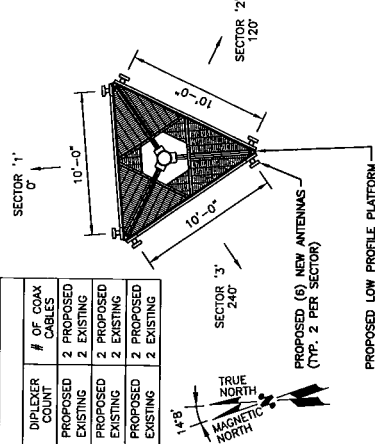 SECTOR '1'
0°
10'-0"
SECTOR '2'
120°
10'-0"
10'-0"
SECTOR '3'
240°
DIPLEXER COUNT
# OF COAX CABLES
PROPOSED 2 PROPOSED
EXISTING 2 EXISTING
PROPOSED 2 PROPOSED
EXISTING 2 EXISTING
PROPOSED 2 PROPOSED
EXISTING 2 EXISTING
TRUE
NORTH
MAGNETIC
NORTH
PROPOSED (6) NEW ANTENNAS
(TYP. 2 PER SECTOR)
PROPOSED LOW PROFILE PLATFORM